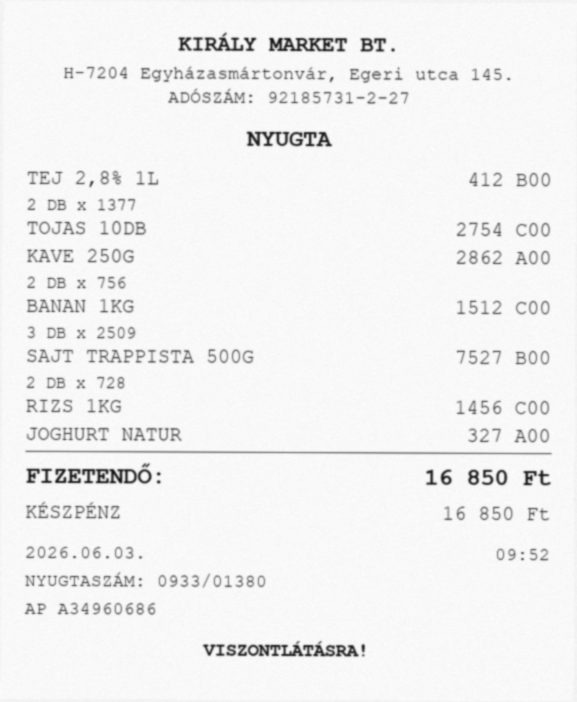 KIRÁLY MARKET BT.
H-7204 Egyházasmártonvár, Egeri utca 145.
ADÓSZÁM: 92185731-2-27
NYUGTA
TEJ 2,8% 1L 412 B00
2 DB x 1377
TOJAS 10DB 2754 C00
KAVE 250G 2862 A00
2 DB x 756
BANAN 1KG 1512 C00
3 DB x 2509
SAJT TRAPPISTA 500G 7527 B00
2 DB x 728
RIZS 1KG 1456 C00
JOGHURT NATUR 327 A00
FIZETENDŐ: 16 850 Ft
KÉSZPÉNZ 16 850 Ft
2026.06.03. 09:52
NYUGTASZÁM: 0933/01380
AP A34960686
VISZONTLÁTÁSRA!